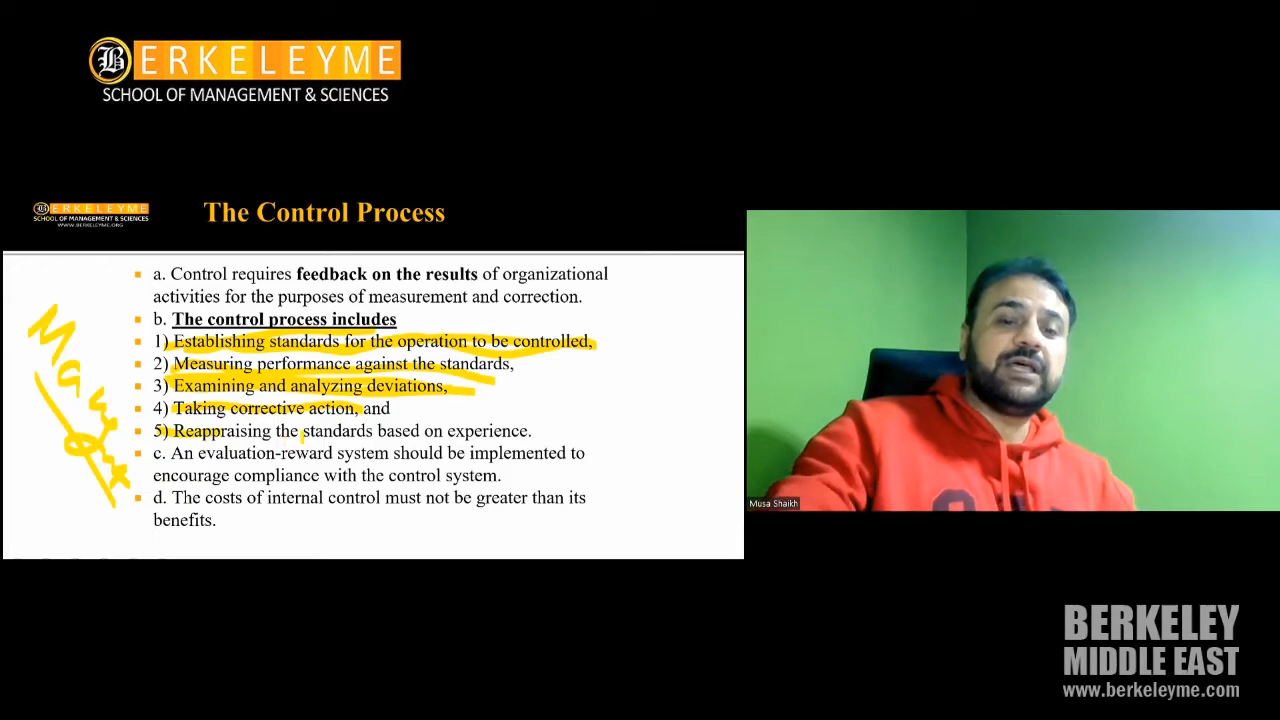 BERKELEYME
SCHOOL OF MANAGEMENT & SCIENCES
BERKELEYME
SCHOOL OF MANAGEMENT & SCIENCES
WWW.BERKELEYME.ORG
The Control Process
a. Control requires feedback on the results of organizational
activities for the purposes of measurement and correction.
b. The control process includes
1) Establishing standards for the operation to be controlled,
2) Measuring performance against the standards,
3) Examining and analyzing deviations,
4) Taking corrective action, and
5) Reappraising the standards based on experience.
c. An evaluation-reward system should be implemented to
encourage compliance with the control system.
d. The costs of internal control must not be greater than its
benefits.
Musa Shaikh
BERKELEY
MIDDLE EAST
www.berkeleyme.com